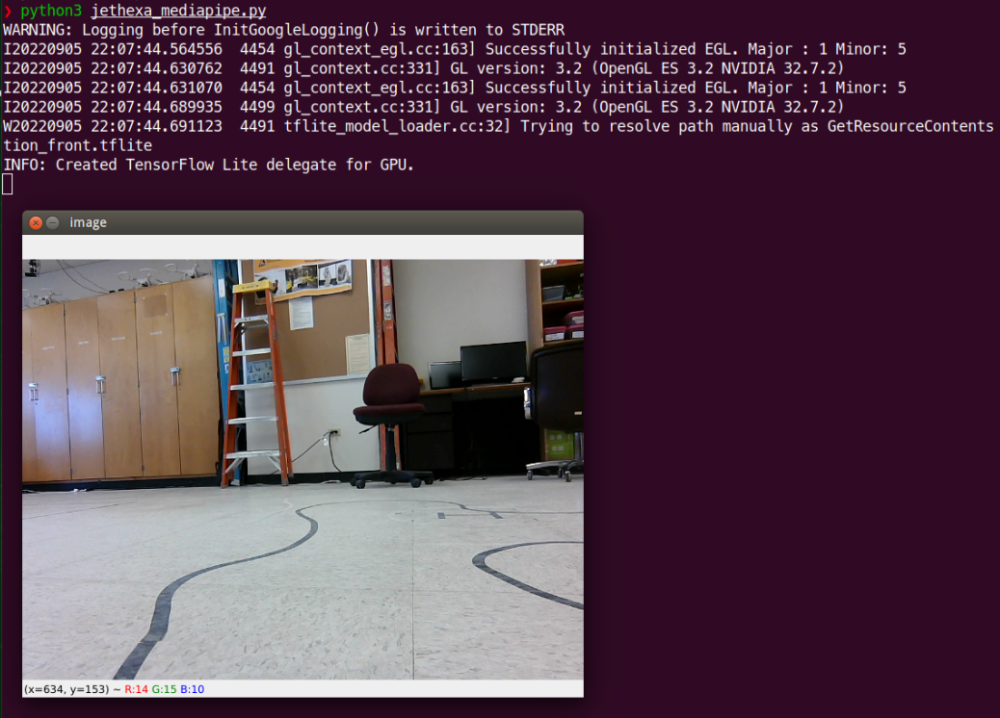 ❯ python3 jethexa_mediapipe.py
WARNING: Logging before InitGoogleLogging() is written to STDERR
I20220905 22:07:44.564556  4454 gl_context_egl.cc:163] Successfully initialized EGL. Major : 1 Minor: 5
I20220905 22:07:44.630762  4491 gl_context.cc:331] GL version: 3.2 (OpenGL ES 3.2 NVIDIA 32.7.2)
I20220905 22:07:44.631070  4454 gl_context_egl.cc:163] Successfully initialized EGL. Major : 1 Minor: 5
I20220905 22:07:44.689935  4499 gl_context.cc:331] GL version: 3.2 (OpenGL ES 3.2 NVIDIA 32.7.2)
W20220905 22:07:44.691123  4491 tflite_model_loader.cc:32] Trying to resolve path manually as GetResourceContents
tion_front.tflite
INFO: Created TensorFlow Lite delegate for GPU.
image
(x=634, y=153) ~ R:14 G:15 B:10